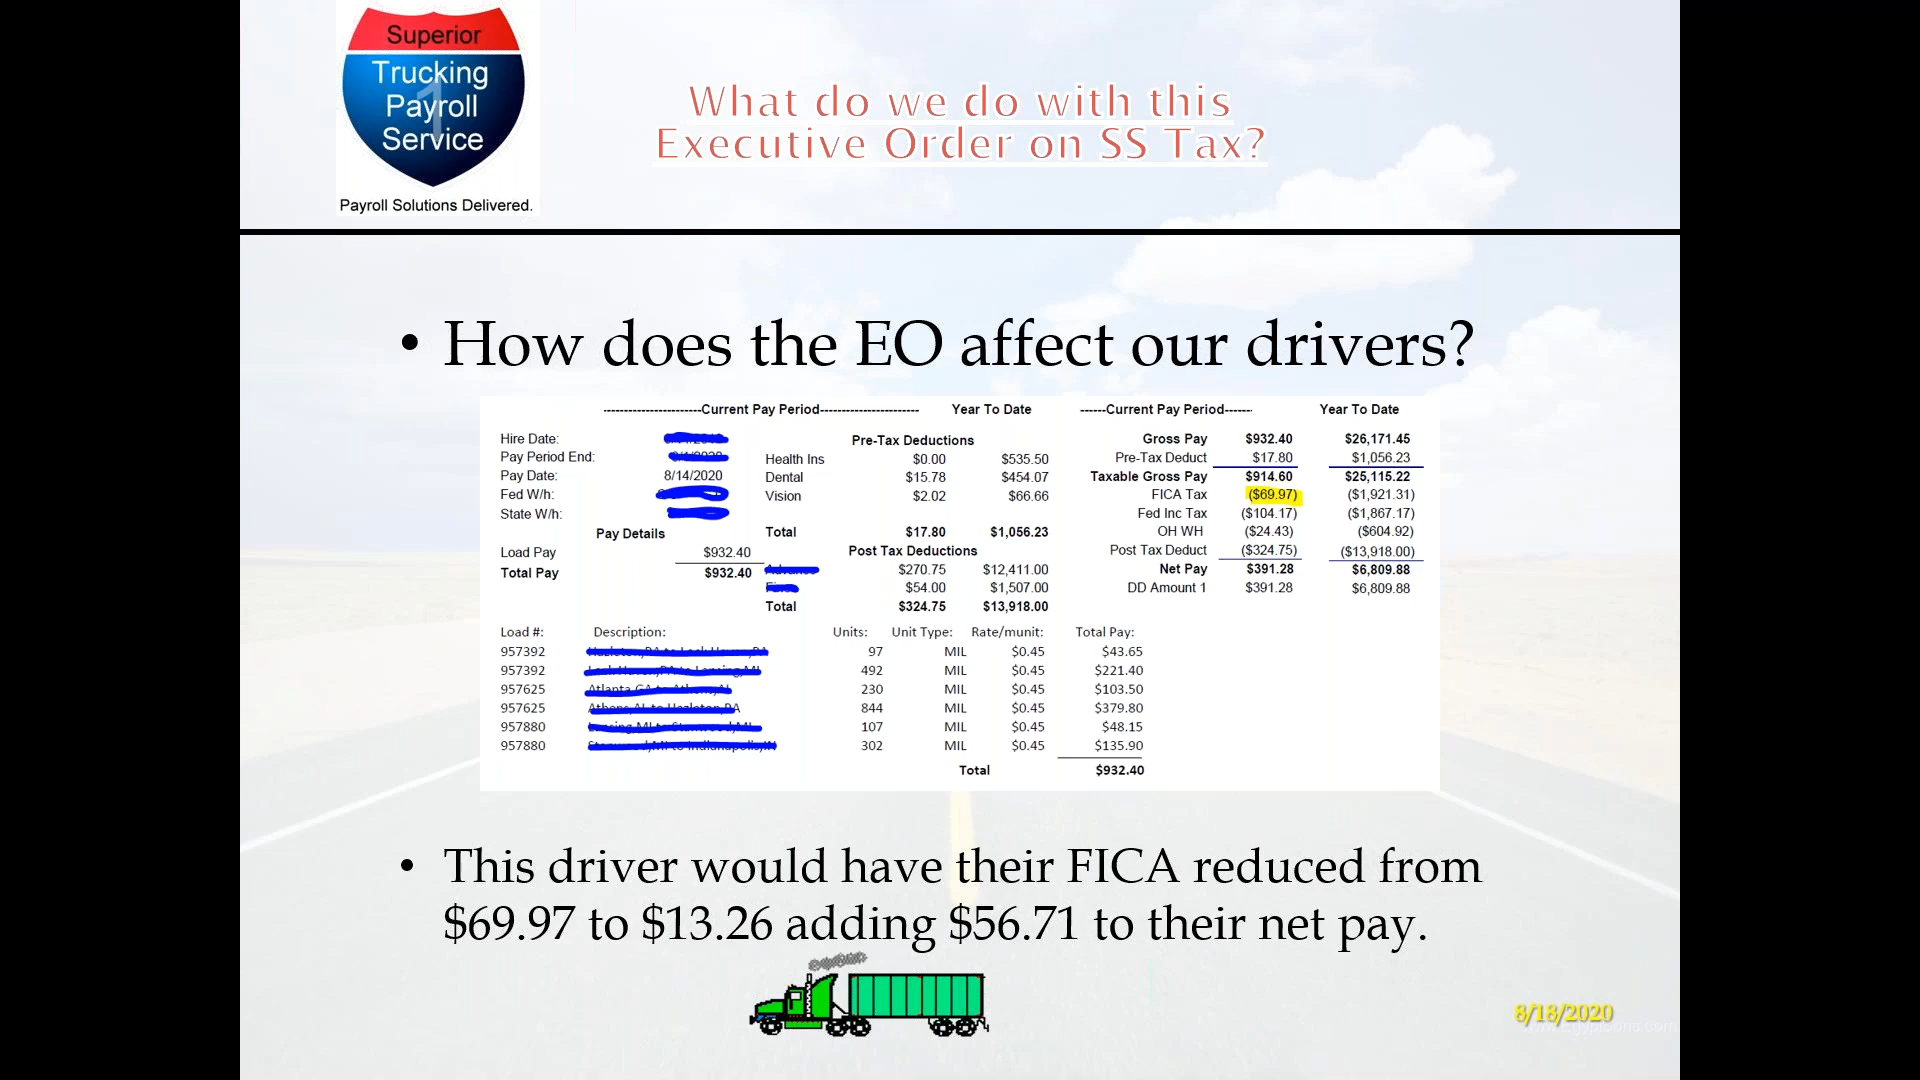 Superior
Trucking
Payroll
Service
1
Payroll Solutions Delivered.
What do we do with this
Executive Order on SS Tax?
• How does the EO affect our drivers?
-----------------------Current Pay Period----------------------- Year To Date ------Current Pay Period------ Year To Date
Hire Date: Pre-Tax Deductions Gross Pay $932.40 $26,171.45
Pay Period End: Health Ins $0.00 $535.50 Pre-Tax Deduct $17.80 $1,056.23
Pay Date: 8/14/2020 Dental $15.78 $454.07 Taxable Gross Pay $914.60 $25,115.22
Fed W/h: Vision $2.02 $66.66 FICA Tax ($69.97) ($1,921.31)
State W/h: Fed Inc Tax ($104.17) ($1,867.17)
Pay Details Total $17.80 $1,056.23 OH WH ($24.43) ($604.92)
Load Pay $932.40 Post Tax Deductions Post Tax Deduct ($324.75) ($13,918.00)
Total Pay $932.40 $270.75 $12,411.00 Net Pay $391.28 $6,809.88
$54.00 $1,507.00 DD Amount 1 $391.28 $6,809.88
Total $324.75 $13,918.00
Load #: Description: Units: Unit Type: Rate/munit: Total Pay:
957392 97 MIL $0.45 $43.65
957392 492 MIL $0.45 $221.40
957625 230 MIL $0.45 $103.50
957625 844 MIL $0.45 $379.80
957880 107 MIL $0.45 $48.15
957880 302 MIL $0.45 $135.90
Total $932.40
• This driver would have their FICA reduced from
$69.97 to $13.26 adding $56.71 to their net pay.
8/18/2020